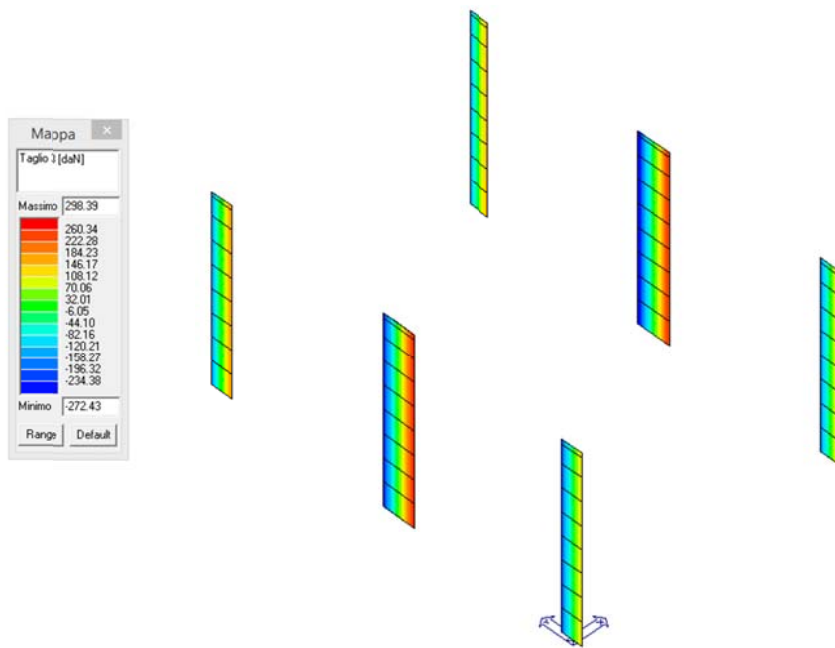 Mappa
Taglio 3 [daN]
Massimo 298.39
260.34
222.28
184.23
146.17
108.12
70.06
32.01
-6.05
-44.10
-82.16
-120.21
-158.27
-196.32
-234.38
Minimo -272.43
Range Default